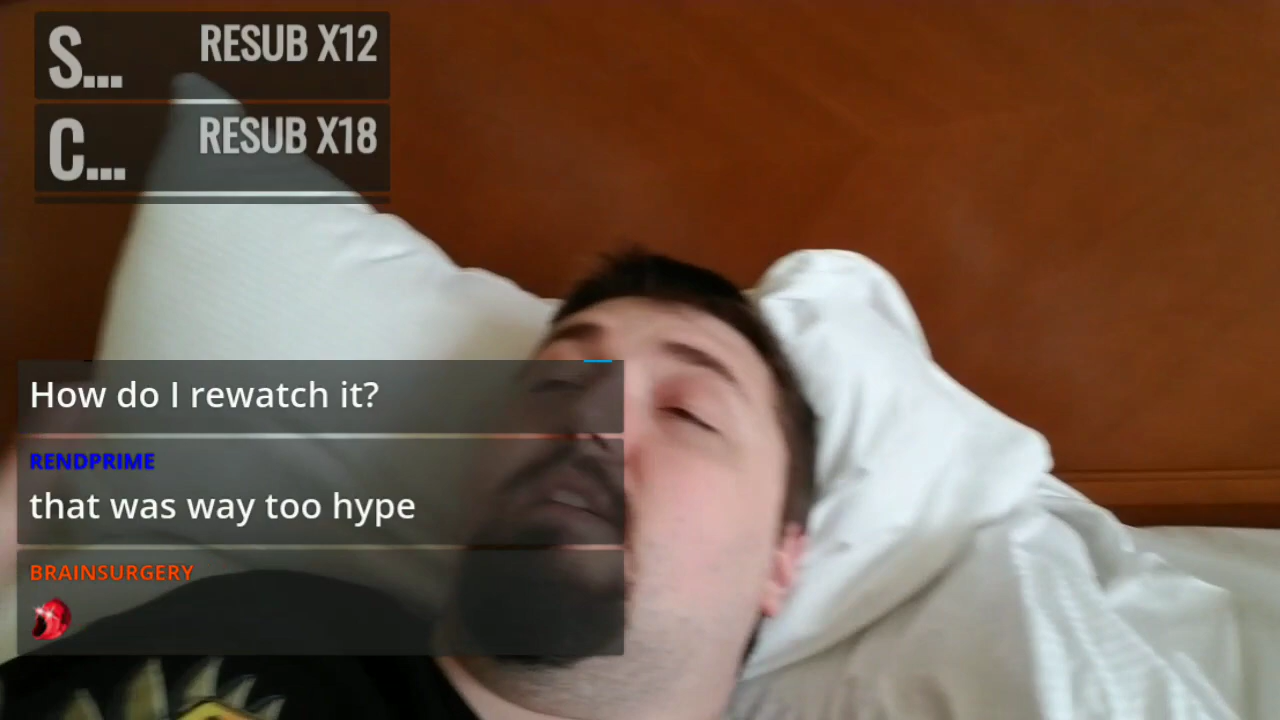 S... RESUB X12
C... RESUB X18
How do I rewatch it?
RENDPRIME
that was way too hype
BRAINSURGERY